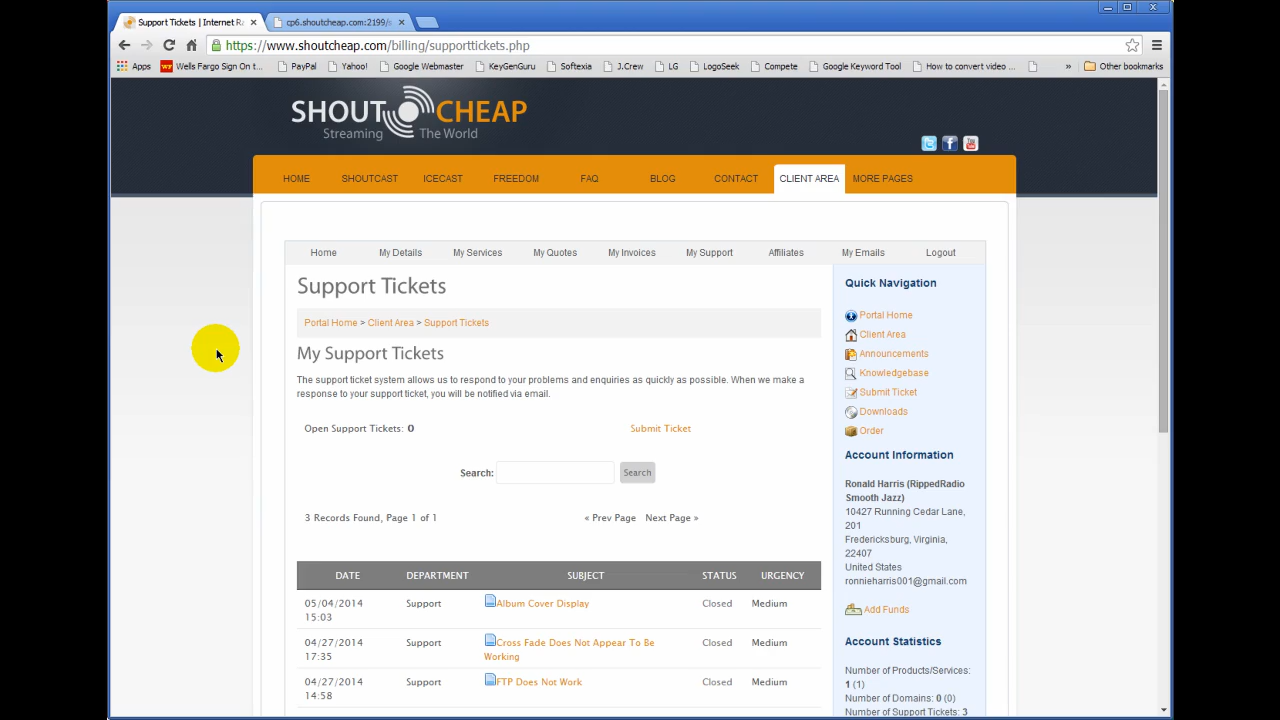 Support Tickets | Internet Ra
cp6.shoutcheap.com:2199/s
https://www.shoutcheap.com/billing/supporttickets.php
Apps Wells Fargo Sign On t... PayPal Yahoo! Google Webmaster KeyGenGuru Softexia J.Crew LG LogoSeek Compete Google Keyword Tool How to convert video ... » Other bookmarks
SHOUT CHEAP
Streaming The World
HOME SHOUTCAST ICECAST FREEDOM FAQ BLOG CONTACT CLIENT AREA MORE PAGES
Home My Details My Services My Quotes My Invoices My Support Affiliates My Emails Logout
Support Tickets
Portal Home > Client Area > Support Tickets
My Support Tickets
The support ticket system allows us to respond to your problems and enquiries as quickly as possible. When we make a
response to your support ticket, you will be notified via email.
Open Support Tickets: 0 Submit Ticket
Search: Search
3 Records Found, Page 1 of 1 « Prev Page Next Page »
DATE DEPARTMENT SUBJECT STATUS URGENCY
05/04/2014 Support Album Cover Display Closed Medium
15:03
04/27/2014 Support Cross Fade Does Not Appear To Be Closed Medium
17:35 Working
04/27/2014 Support FTP Does Not Work Closed Medium
14:58
Quick Navigation
Portal Home
Client Area
Announcements
Knowledgebase
Submit Ticket
Downloads
Order
Account Information
Ronald Harris (RippedRadio
Smooth Jazz)
10427 Running Cedar Lane,
201
Fredericksburg, Virginia,
22407
United States
ronnieharris001@gmail.com
Add Funds
Account Statistics
Number of Products/Services:
1 (1)
Number of Domains: 0 (0)
Number of Support Tickets: 3